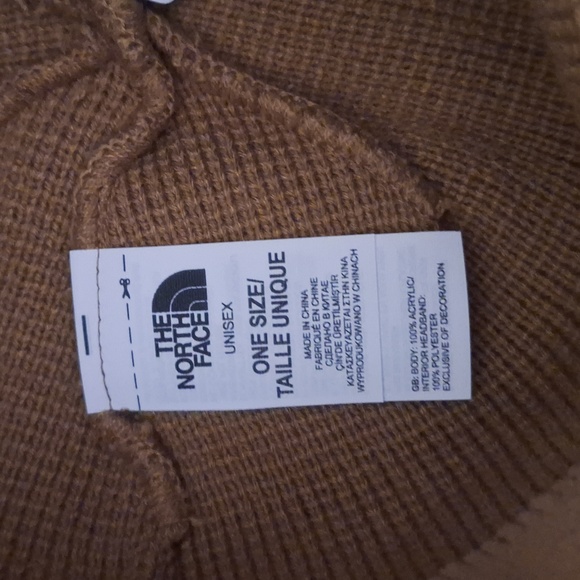 THE
NORTH
FACE
UNISEX
ONE SIZE/
TAILLE UNIQUE
MADE IN CHINA
FABRIQUÉ EN CHINE
СДЕЛАНО В КИТАЕ
ÇİN'DE ÜRETİLMİŞTİR
ΚΑΤΑΣΚΕΥΑΖΕΤΑΙ ΣΤΗΝ ΚΙΝΑ
WYPRODUKOWANO W CHINACH
GB: BODY: 100% ACRYLIC/
INTERIOR HEADBAND:
100% POLYESTER
EXCLUSIVE OF DECORATION